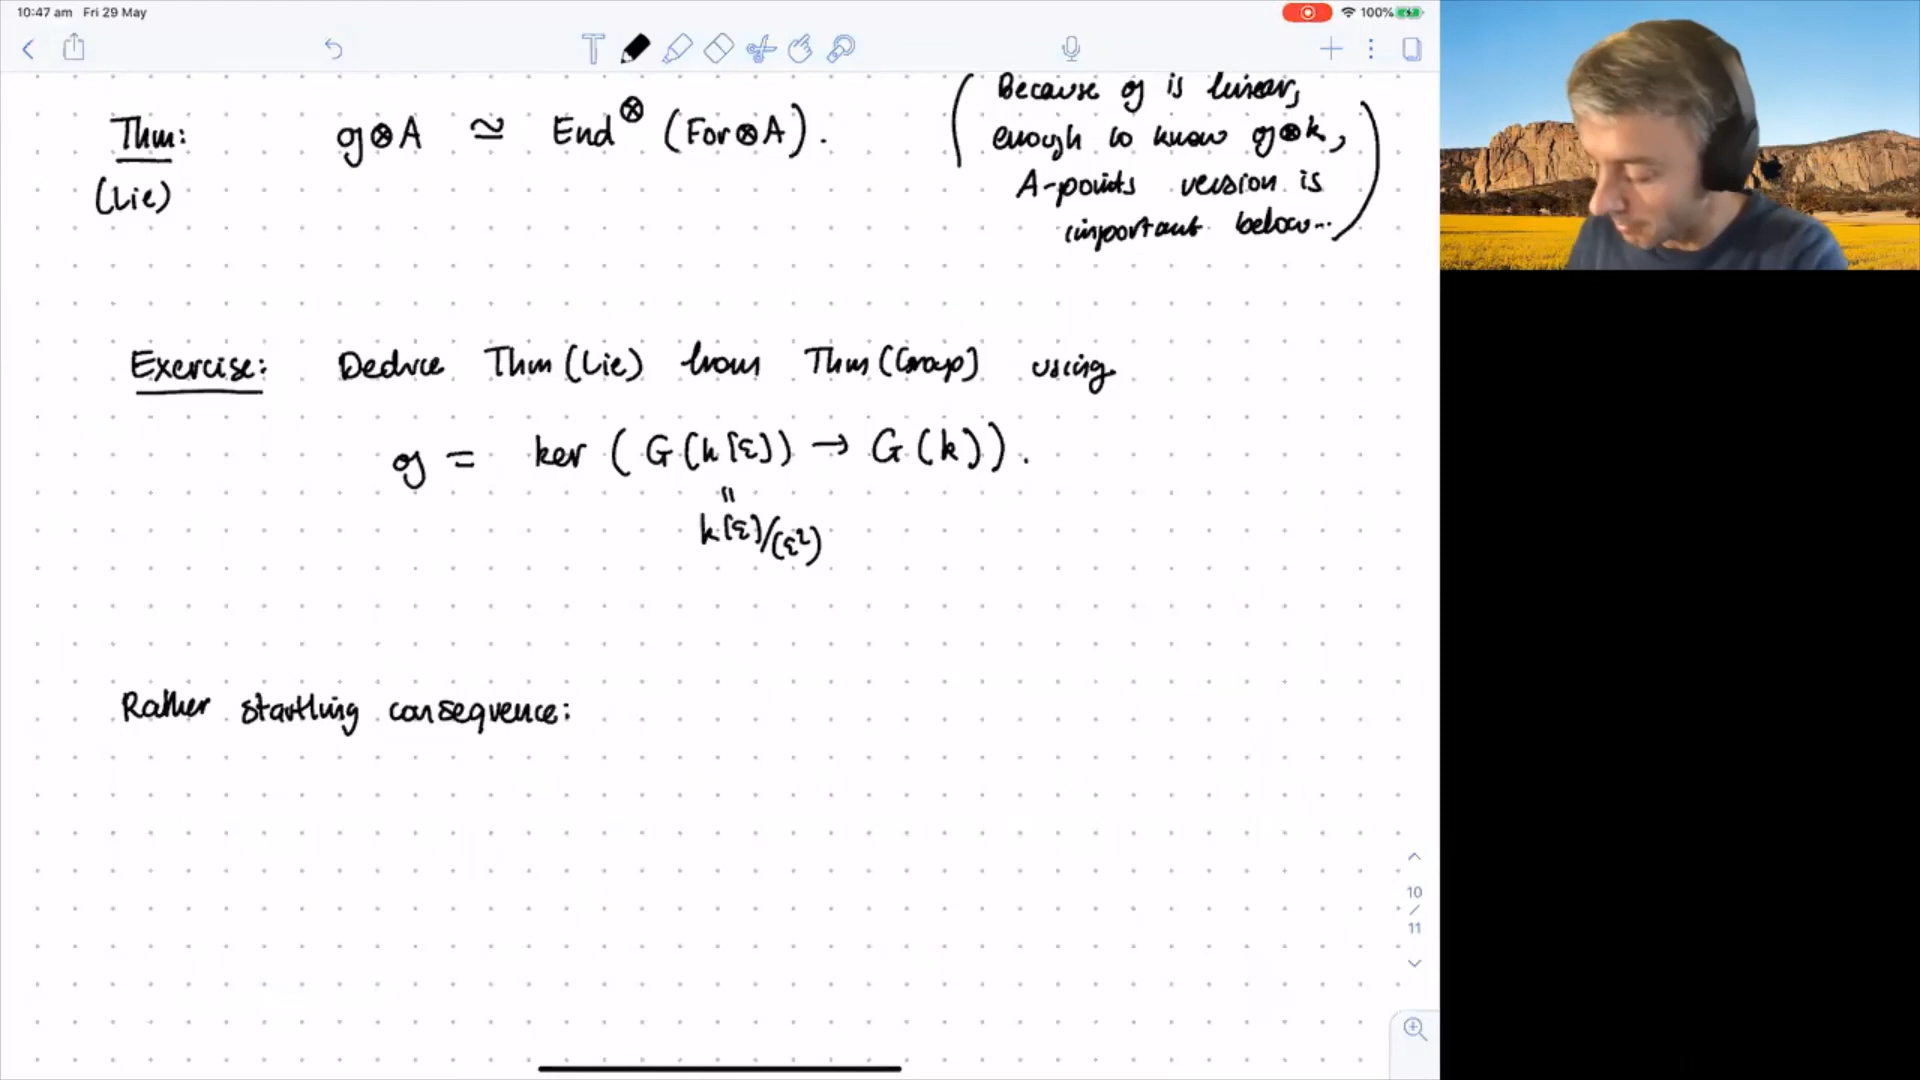 10:47 am Fri 29 May
100%
Because 𝔤 is linear,
Thm: 𝔤⊗A ≃ End^⊗ (For⊗A).
enough to know 𝔤⊗k,
(Lie)
A-points version is
important below...
Exercise: Deduce Thm (Lie) from Thm (Group) using
𝔤 = ker ( G(k[ε]) → G(k) ).
=
k[ε]/(ε²)
Rather startling consequence:
10
/
11